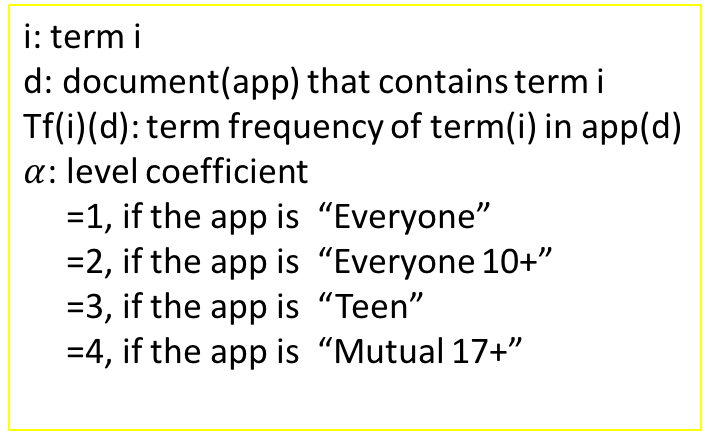 i: term i
d: document(app) that contains term i
Tf(i)(d): term frequency of term(i) in app(d)
α: level coefficient
=1, if the app is “Everyone”
=2, if the app is “Everyone 10+”
=3, if the app is “Teen”
=4, if the app is “Mutual 17+”